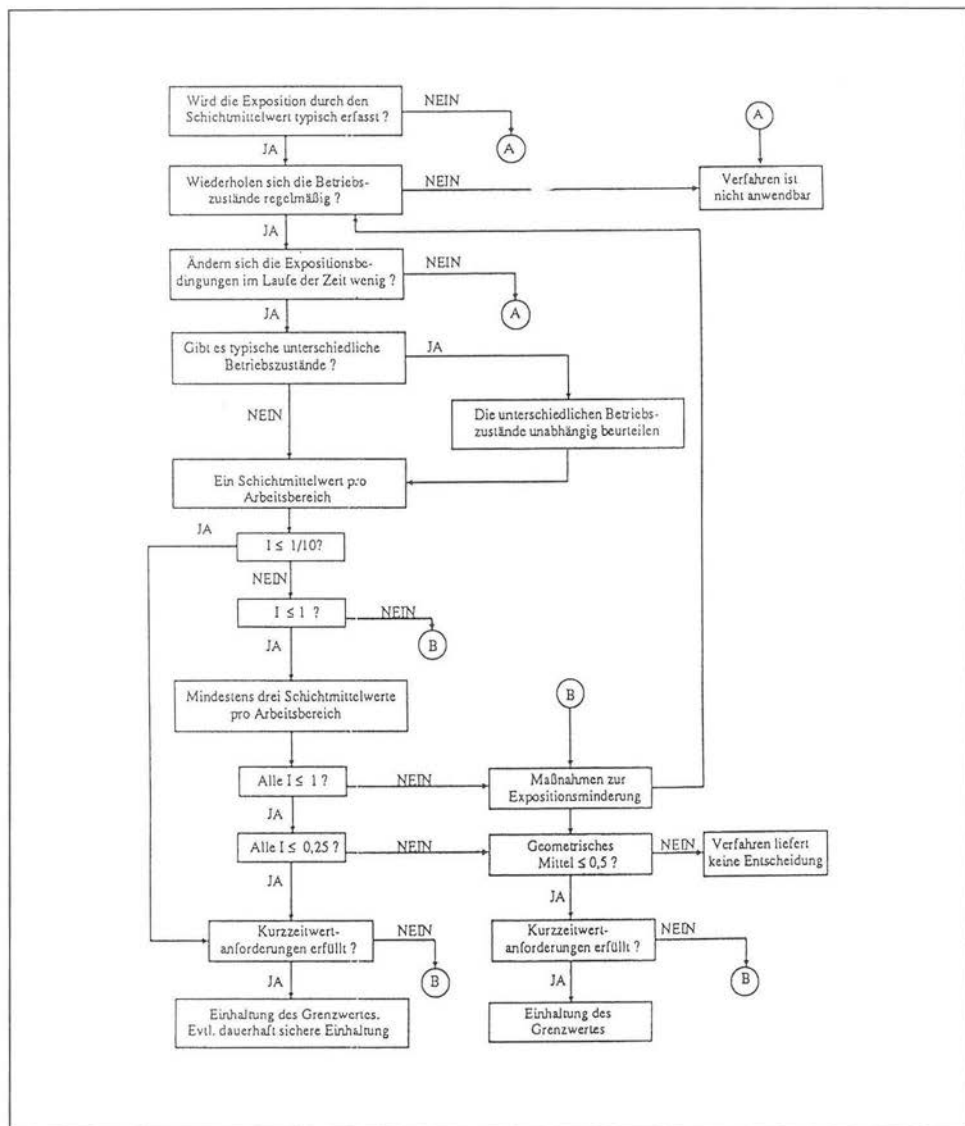 Wird die Exposition durch den
Schichtmittelwert typisch erfasst ?
NEIN
A
JA
A
Wiederholen sich die Betriebs-
zustände regelmäßig ?
NEIN
Verfahren ist
nicht anwendbar
JA
Ändern sich die Expositionsbe-
dingungen im Laufe der Zeit wenig ?
NEIN
A
JA
Gibt es typische unterschiedliche
Betriebszustände ?
JA
NEIN
Die unterschiedlichen Betriebs-
zustände unabhängig beurteilen
Ein Schichtmittelwert pro
Arbeitsbereich
JA
I ≤ 1/10?
NEIN
I ≤ 1 ?
NEIN
B
JA
Mindestens drei Schichtmittelwerte
pro Arbeitsbereich
B
Alle I ≤ 1 ?
NEIN
Maßnahmen zur
Expositionsminderung
JA
Alle I ≤ 0,25 ?
NEIN
Geometrisches
Mittel ≤ 0,5 ?
NEIN
Verfahren liefert
keine Entscheidung
JA
JA
Kurzzeitwert-
anforderungen erfüllt ?
NEIN
B
Kurzzeitwert-
anforderungen erfüllt ?
NEIN
B
JA
JA
Einhaltung des Grenzwertes.
Evtl. dauerhaft sichere Einhaltung
Einhaltung des
Grenzwertes